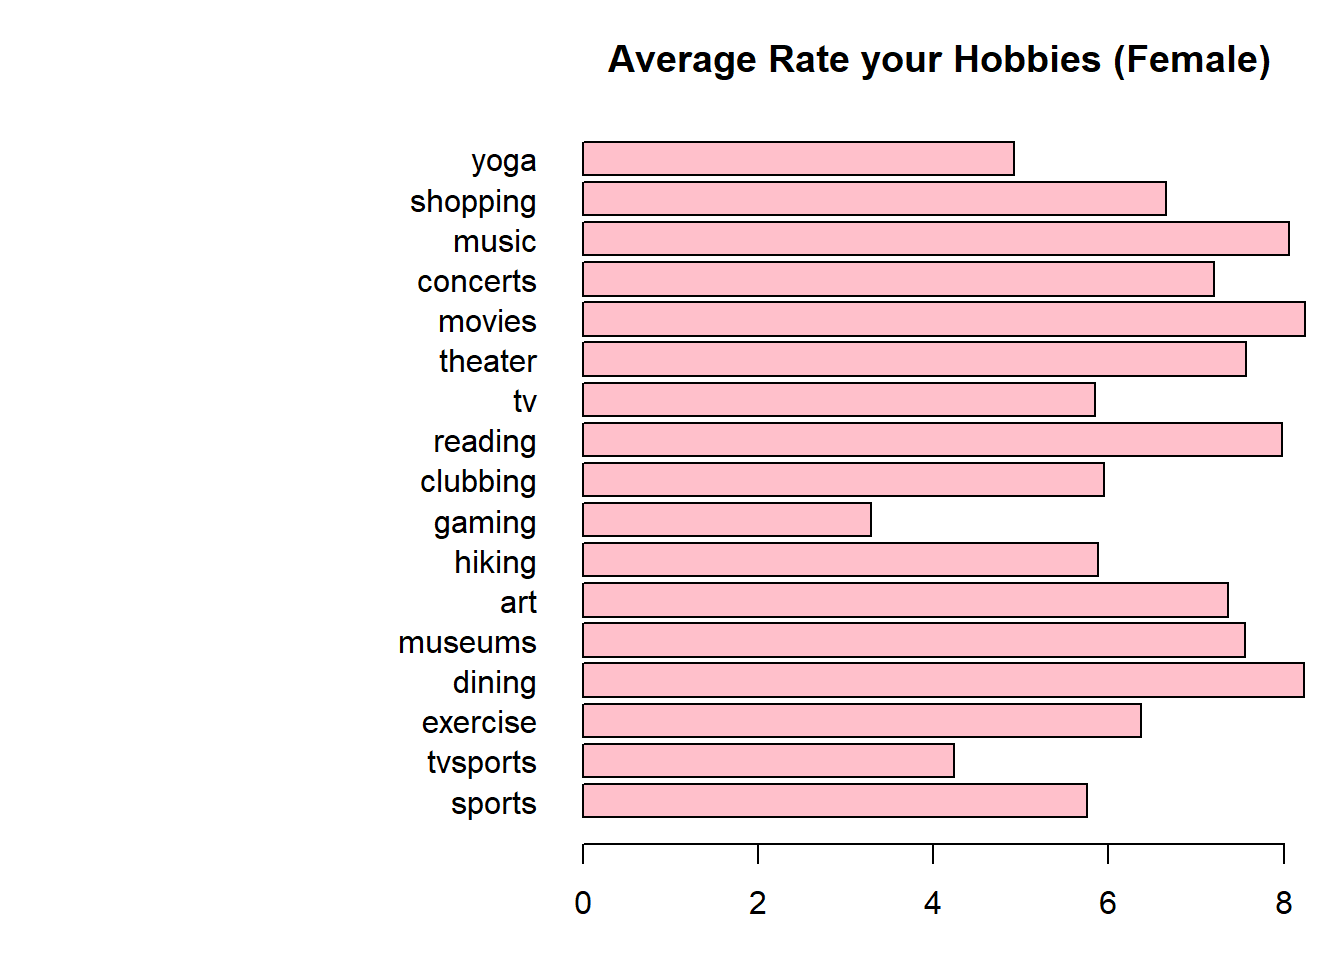 Average Rate your Hobbies (Female)
yoga
shopping
music
concerts
movies
theater
tv
reading
clubbing
gaming
hiking
art
museums
dining
exercise
tvsports
sports
0 2 4 6 8